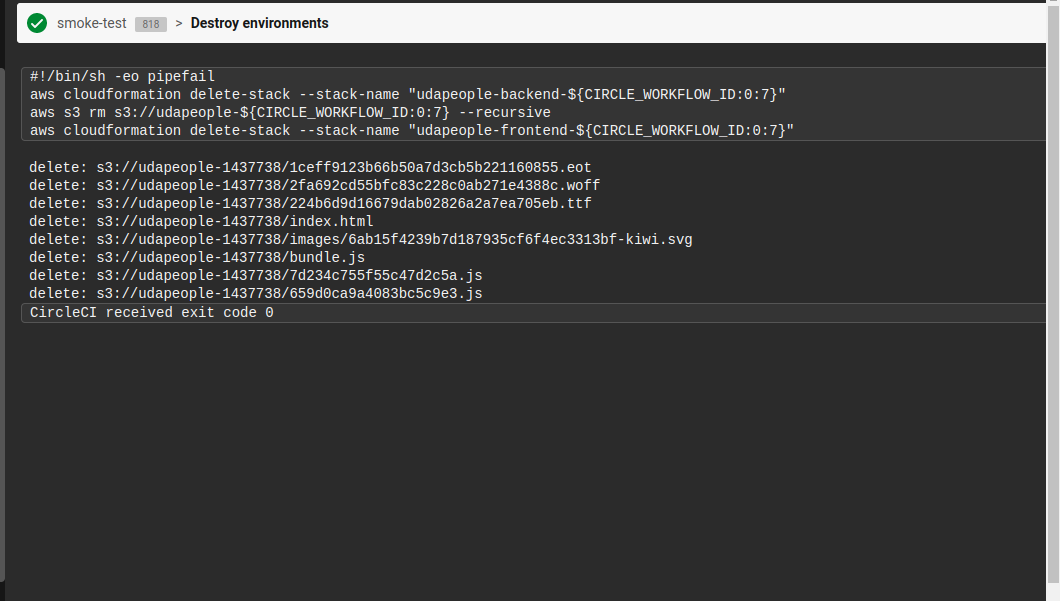 smoke-test 818 > Destroy environments
#!/bin/sh -eo pipefail
aws cloudformation delete-stack --stack-name "udapeople-backend-${CIRCLE_WORKFLOW_ID:0:7}"
aws s3 rm s3://udapeople-${CIRCLE_WORKFLOW_ID:0:7} --recursive
aws cloudformation delete-stack --stack-name "udapeople-frontend-${CIRCLE_WORKFLOW_ID:0:7}"
delete: s3://udapeople-1437738/1ceff9123b66b50a7d3cb5b221160855.eot
delete: s3://udapeople-1437738/2fa692cd55bfc83c228c0ab271e4388c.woff
delete: s3://udapeople-1437738/224b6d9d16679dab02826a2a7ea705eb.ttf
delete: s3://udapeople-1437738/index.html
delete: s3://udapeople-1437738/images/6ab15f4239b7d187935cf6f4ec3313bf-kiwi.svg
delete: s3://udapeople-1437738/bundle.js
delete: s3://udapeople-1437738/7d234c755f55c47d2c5a.js
delete: s3://udapeople-1437738/659d0ca9a4083bc5c9e3.js
CircleCI received exit code 0